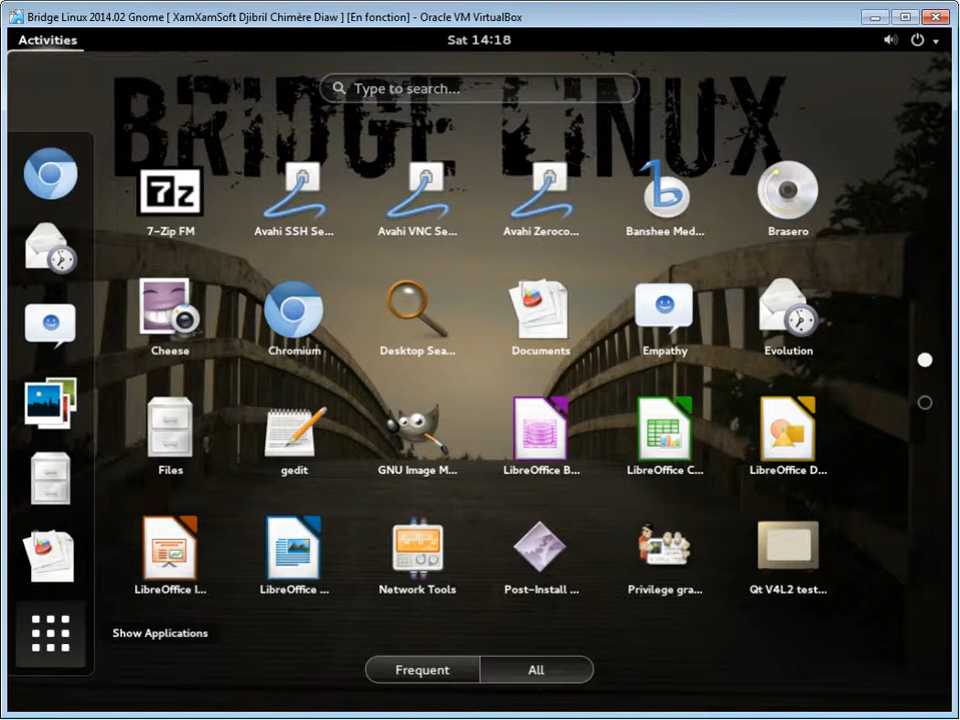 Bridge Linux 2014.02 Gnome [ XamXamSoft Djibril Chimère Diaw ] [En fonction] - Oracle VM VirtualBox
Activities
Sat 14:18
BRIDGE LINUX
Type to search...
7z
7-Zip FM
Avahi SSH Se...
Avahi VNC Se...
Avahi Zeroco...
Banshee Med...
Brasero
Cheese
Chromium
Desktop Sea...
Documents
Empathy
Evolution
Files
gedit
GNU Image M...
LibreOffice B...
LibreOffice C...
LibreOffice D...
LibreOffice I...
LibreOffice ...
Network Tools
Post-Install ...
Privilege gra...
Qt V4L2 test...
Show Applications
Frequent
All